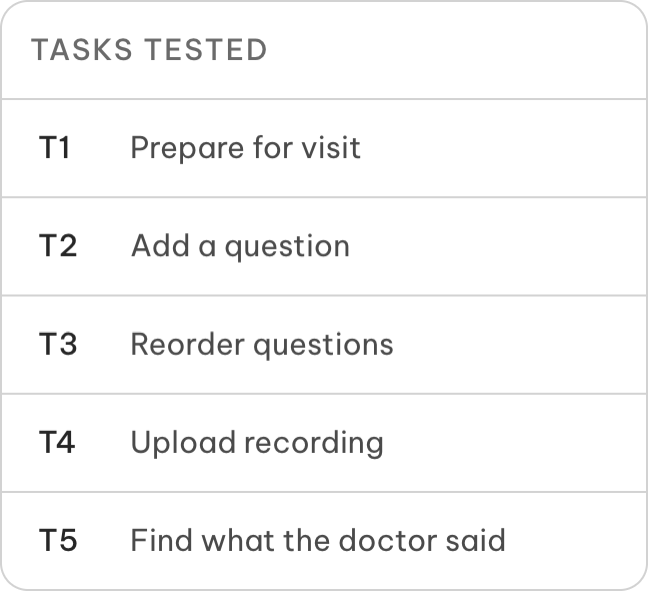 TASKS TESTED
T1 Prepare for visit
T2 Add a question
T3 Reorder questions
T4 Upload recording
T5 Find what the doctor said